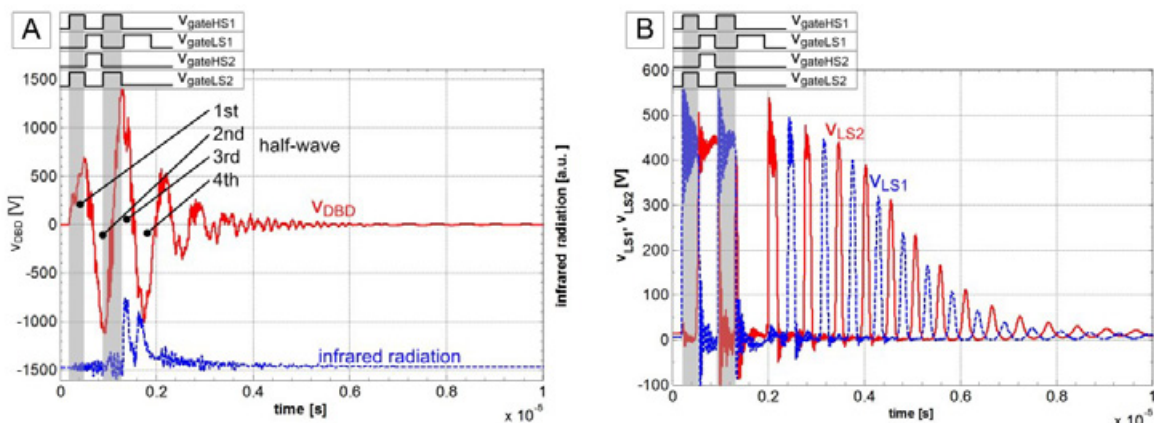 A
VgateHS1
VgateLS1
VgateHS2
VgateLS2
1500
1000
500
0
-500
-1000
-1500
vDBD [V]
1st
2nd
3rd
4th
half-wave
VDBD
infrared radiation
infrared radiation [a.u.]
0
0.2
0.4
0.6
0.8
1
time [s]
x 10-5
B
VgateHS1
VgateLS1
VgateHS2
VgateLS2
600
500
400
300
200
100
0
-100
vLS1, vLS2 [V]
VLS2
VLS1
0
0.2
0.4
0.6
0.8
1
time [s]
x 10-5